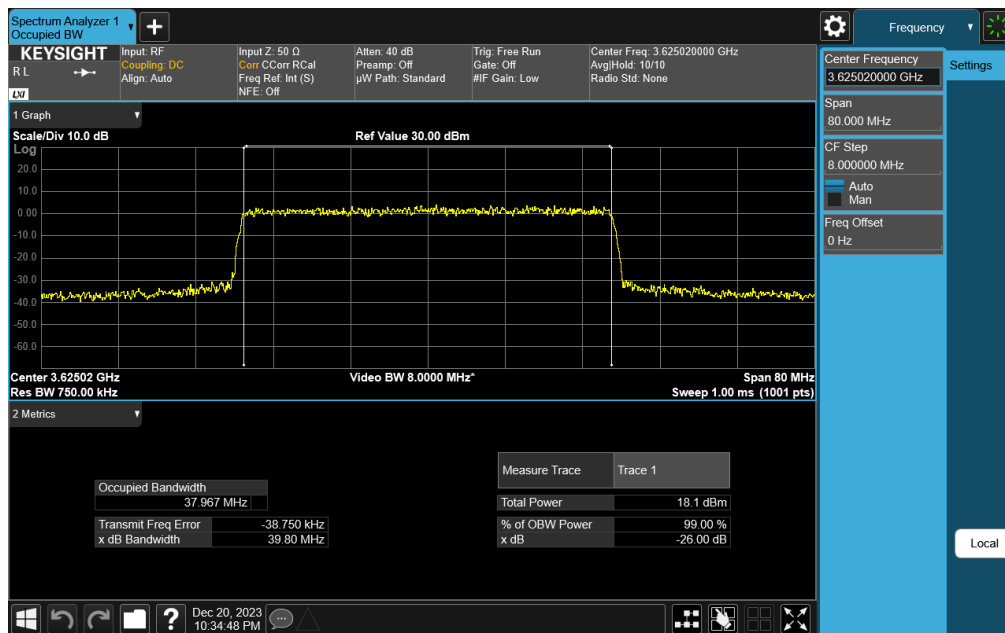 Spectrum Analyzer 1
Occupied BW
Frequency
KEYSIGHT
R L
LXI
Input: RF
Coupling: DC
Align: Auto
Input Z: 50 Ω
Corr CCorr RCal
Freq Ref: Int (S)
NFE: Off
Atten: 40 dB
Preamp: Off
µW Path: Standard
Trig: Free Run
Gate: Off
#IF Gain: Low
Center Freq: 3.625020000 GHz
Avg|Hold: 10/10
Radio Std: None
Center Frequency
3.625020000 GHz
Settings
Span
80.000 MHz
CF Step
8.000000 MHz
Auto
Man
Freq Offset
0 Hz
Local
1 Graph
Scale/Div 10.0 dB
Ref Value 30.00 dBm
Log
20.0
10.0
0.00
-10.0
-20.0
-30.0
-40.0
-50.0
-60.0
Center 3.62502 GHz
Video BW 8.0000 MHz*
Span 80 MHz
Res BW 750.00 kHz
Sweep 1.00 ms (1001 pts)
2 Metrics
Measure Trace Trace 1
Occupied Bandwidth
37.967 MHz
Total Power 18.1 dBm
Transmit Freq Error -38.750 kHz
% of OBW Power 99.00 %
x dB Bandwidth 39.80 MHz
x dB -26.00 dB
?
Dec 20, 2023
10:34:48 PM